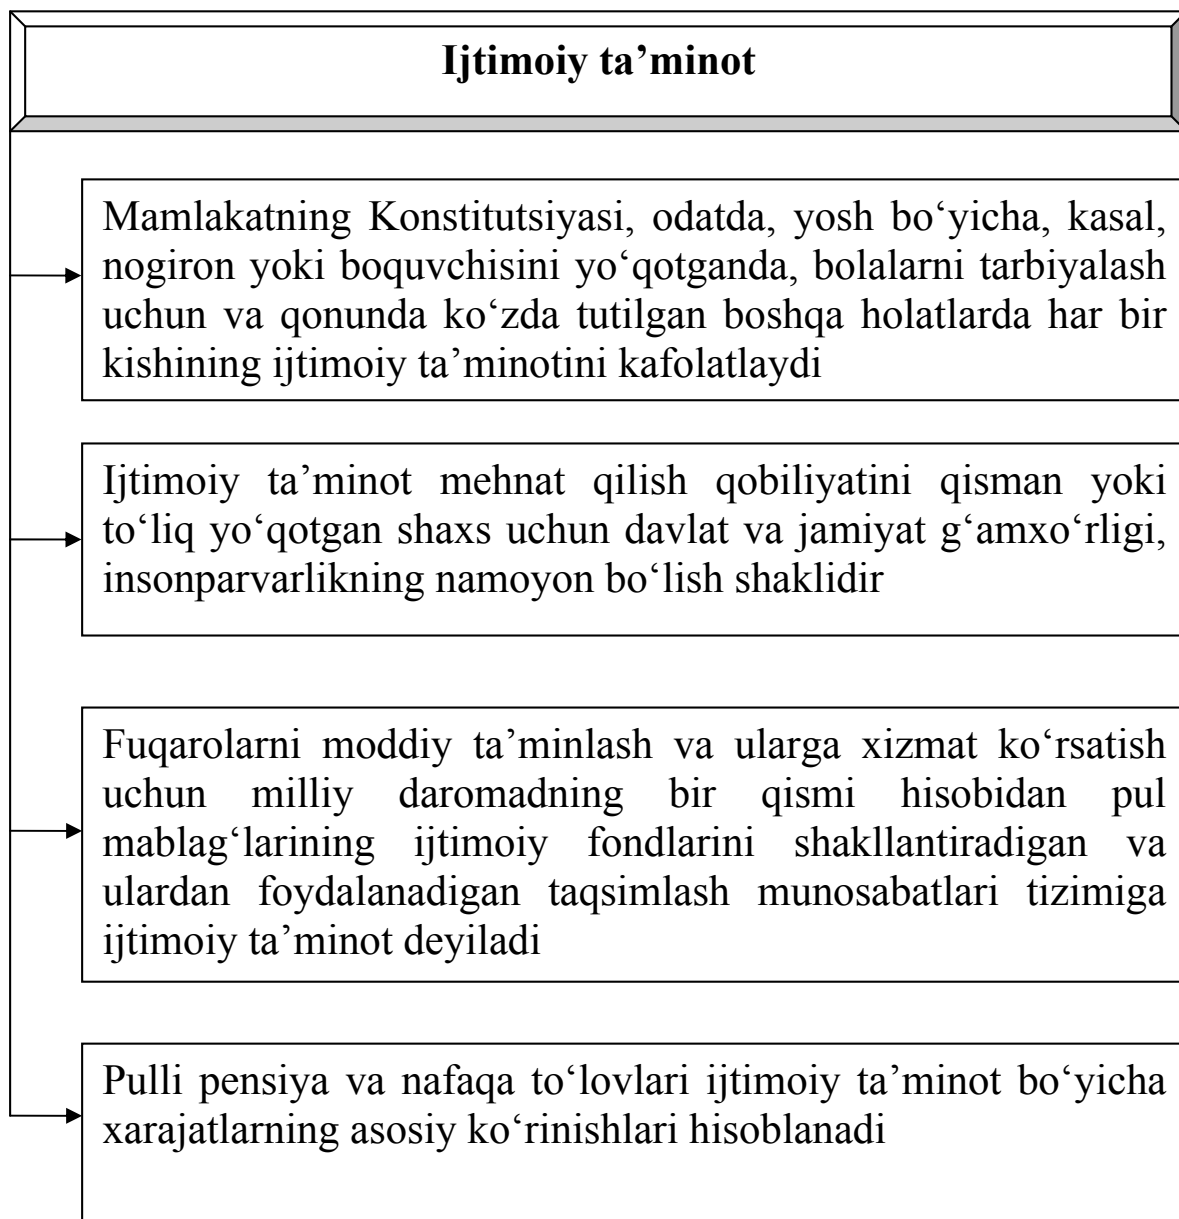 Ijtimoiy ta’minot
Mamlakatning Konstitutsiyasi, odatda, yosh bo‘yicha, kasal,
nogiron yoki boquvchisini yo‘qotganda, bolalarni tarbiyalash
uchun va qonunda ko‘zda tutilgan boshqa holatlarda har bir
kishining ijtimoiy ta’minotini kafolatlaydi
Ijtimoiy ta’minot mehnat qilish qobiliyatini qisman yoki
to‘liq yo‘qotgan shaxs uchun davlat va jamiyat g‘amxo‘rligi,
insonparvarlikning namoyon bo‘lish shaklidir
Fuqarolarni moddiy ta’minlash va ularga xizmat ko‘rsatish
uchun milliy daromadning bir qismi hisobidan pul
mablag‘larining ijtimoiy fondlarini shakllantiradigan va
ulardan foydalanadigan taqsimlash munosabatlari tizimiga
ijtimoiy ta’minot deyiladi
Pulli pensiya va nafaqa to‘lovlari ijtimoiy ta’minot bo‘yicha
xarajatlarning asosiy ko‘rinishlari hisoblanadi